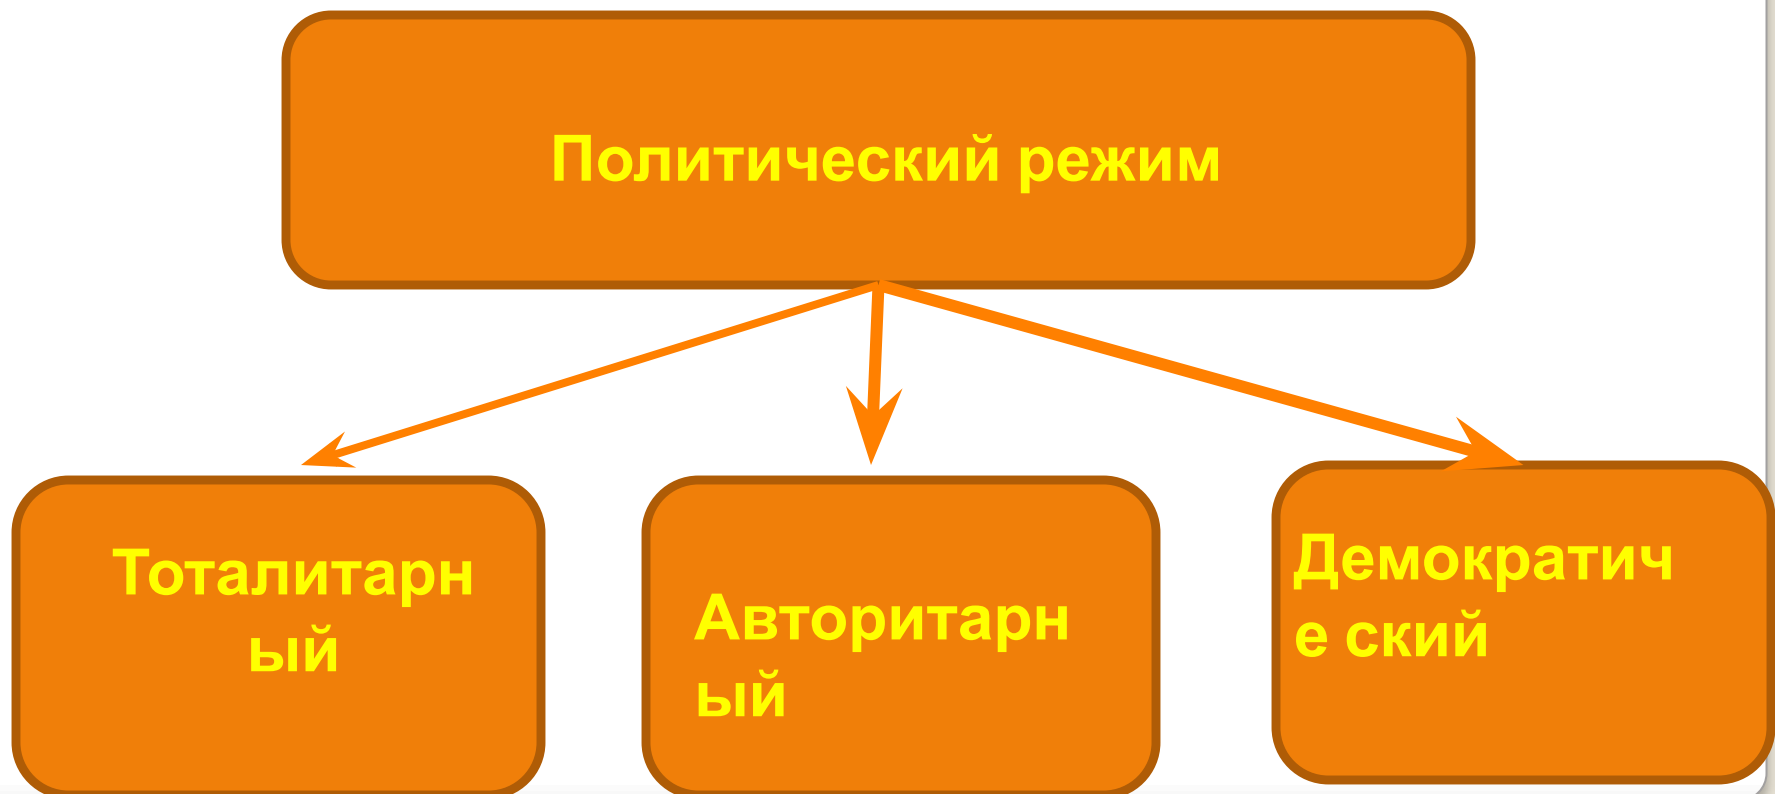 Политический режим
Тоталитарн
ый
Авторитарн
ый
Демократич
е ский